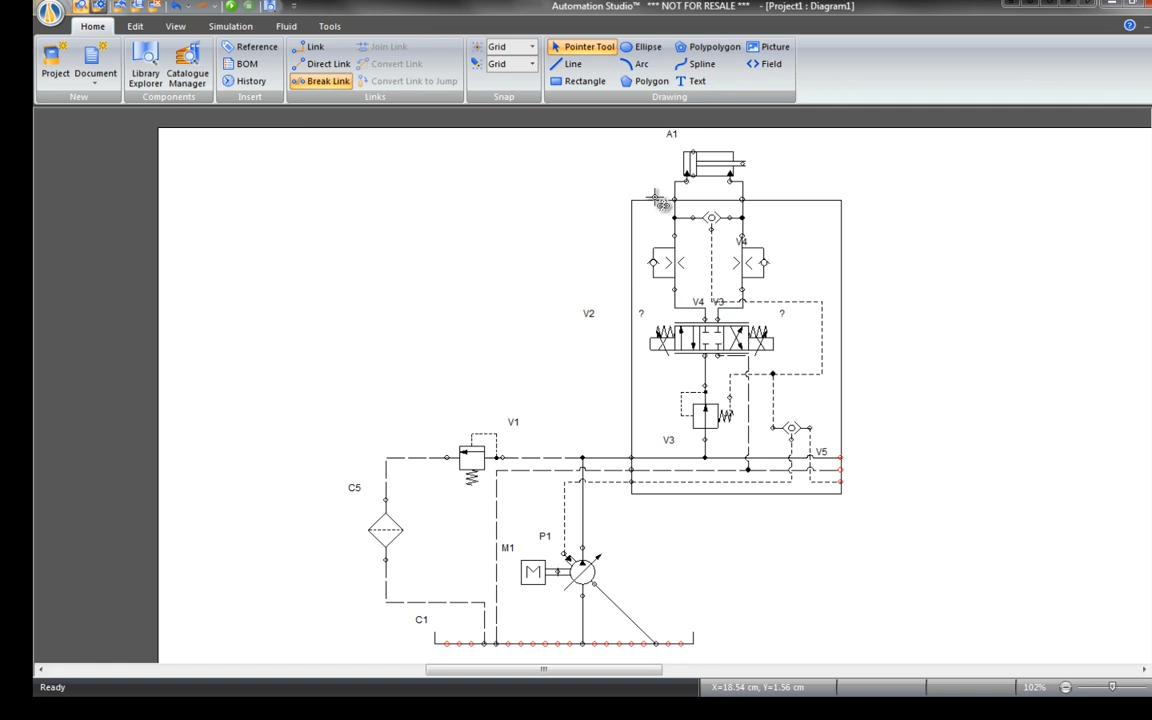 Automation Studio™ *** NOT FOR RESALE *** - [Project1 : Diagram1]
Home Edit View Simulation Fluid Tools
Project
Document
New
Library Explorer
Catalogue Manager
Components
Reference
BOM
History
Insert
Link
Direct Link
Break Link
Join Link
Convert Link
Convert Link to Jump
Links
Grid
Grid
Snap
Pointer Tool Ellipse Polypolygon Picture
Line Arc Spline Field
Rectangle Polygon Text
Drawing
A1
V4
V4 V3
V2 ? ?
V1
V3
V5
C5
P1
M1
M
C1
Ready
X=18.54 cm, Y=1.56 cm
102%